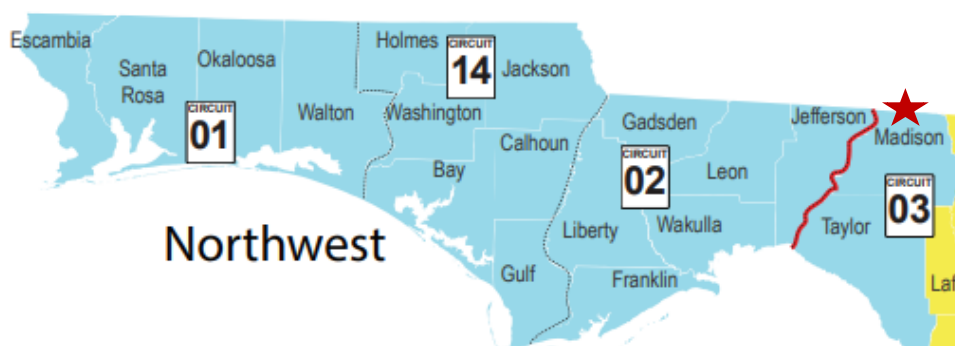 Escambia
Santa
Rosa
Okaloosa
Walton
CIRCUIT
01
Holmes
CIRCUIT
14
Jackson
Washington
Bay
Calhoun
Gulf
Gadsden
CIRCUIT
02
Leon
Liberty
Wakulla
Franklin
Jefferson
Madison
CIRCUIT
03
Taylor
Laf
Northwest